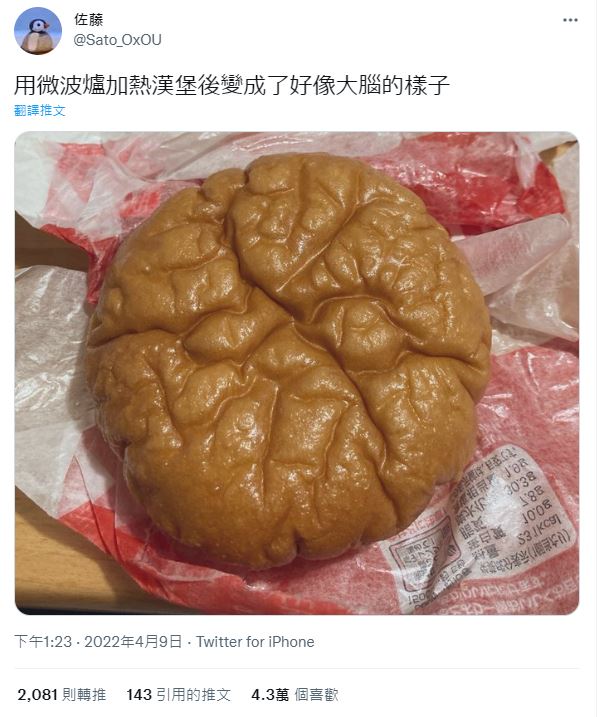 佐藤
@Sato_OxOU
用微波爐加熱漢堡後變成了好像大腦的樣子
翻譯推文
231kcal
下午1:23 · 2022年4月9日 · Twitter for iPhone
2,081 則轉推 143 引用的推文 4.3萬 個喜歡